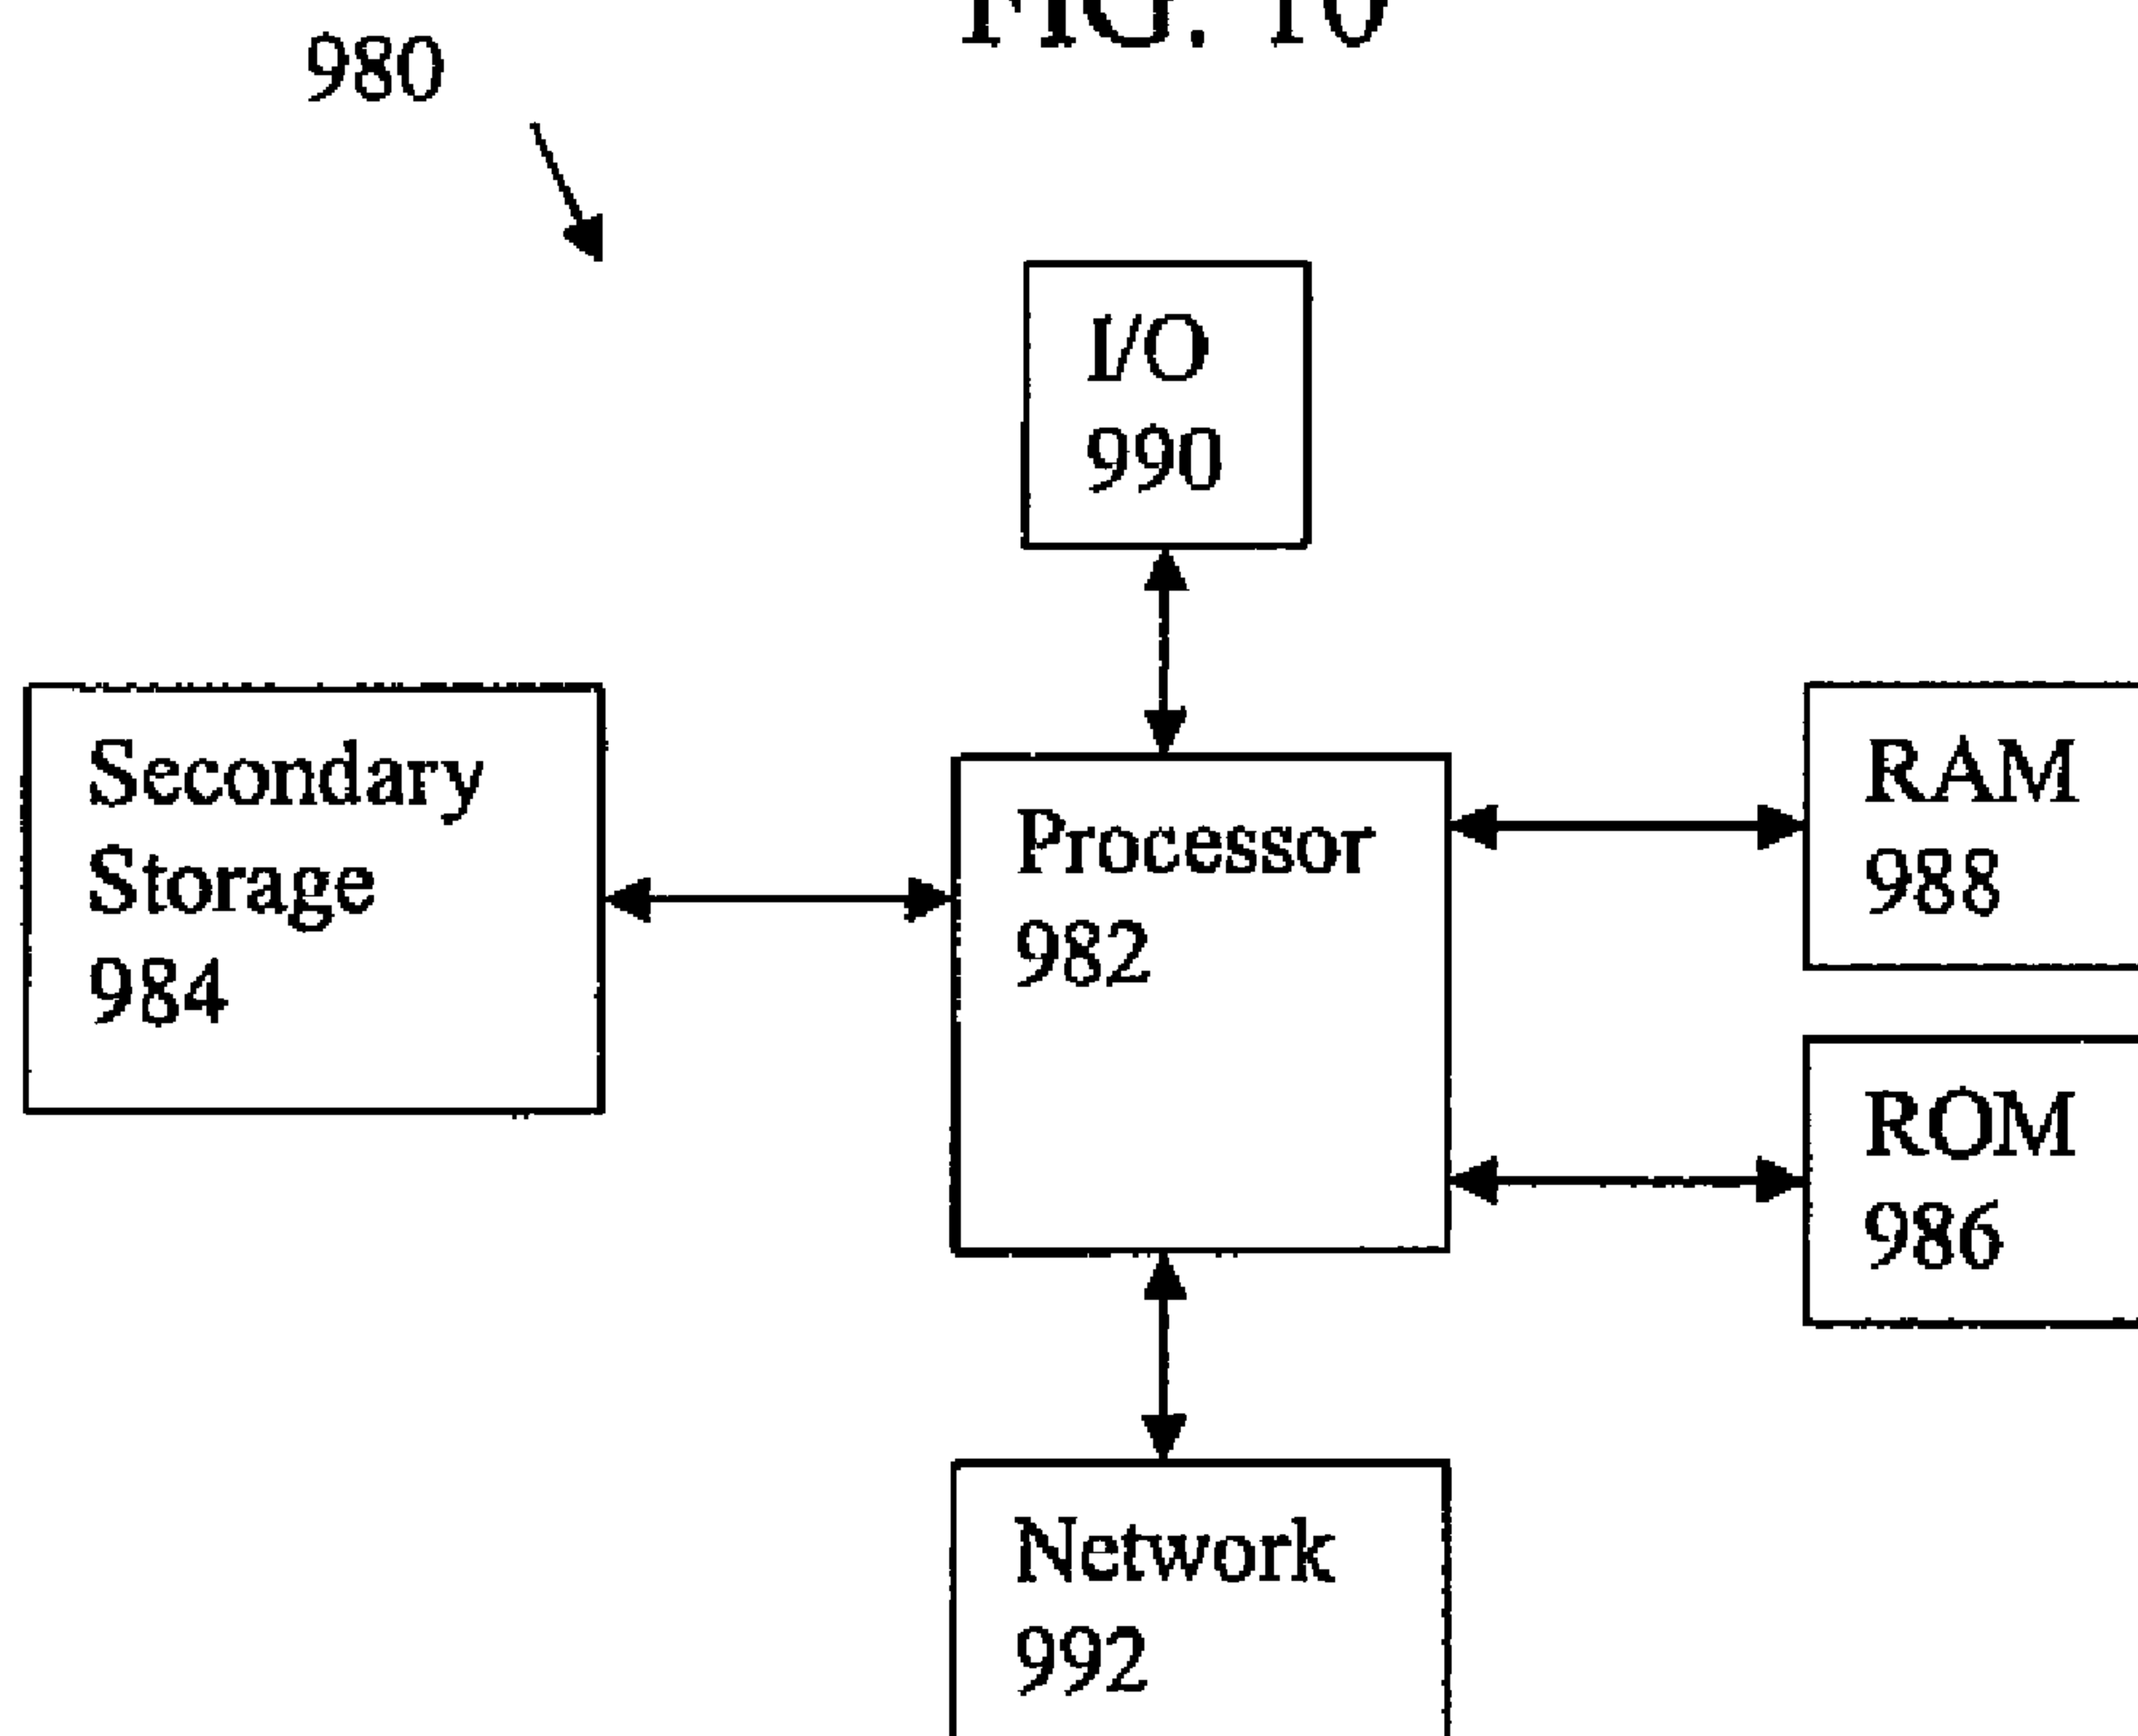 FIG. 10
980
I/O
990
Secondary
Storage
984
Processor
982
RAM
988
ROM
986
Network
992